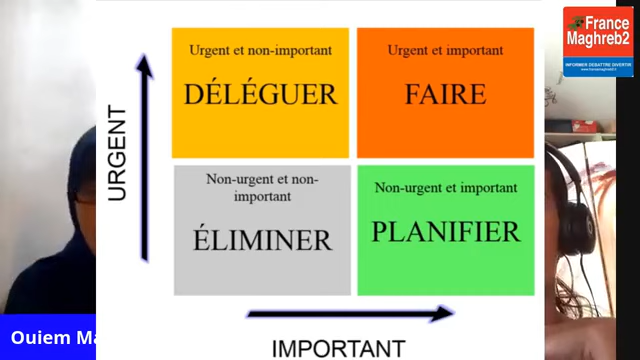 France
Maghreb2
INFORMER DÉBATTRE DIVERTIR
Urgent et non-important
DÉLÉGUER
Urgent et important
FAIRE
URGENT
Non-urgent et non-
important
ÉLIMINER
Non-urgent et important
PLANIFIER
Ouiem Ma
IMPORTANT